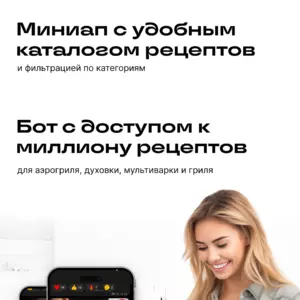 Миниап с удобным
каталогом рецептов
и фильтрацией по категориям
Бот с доступом к
миллиону рецептов
для аэрогриля, духовки, мультиварки и гриля